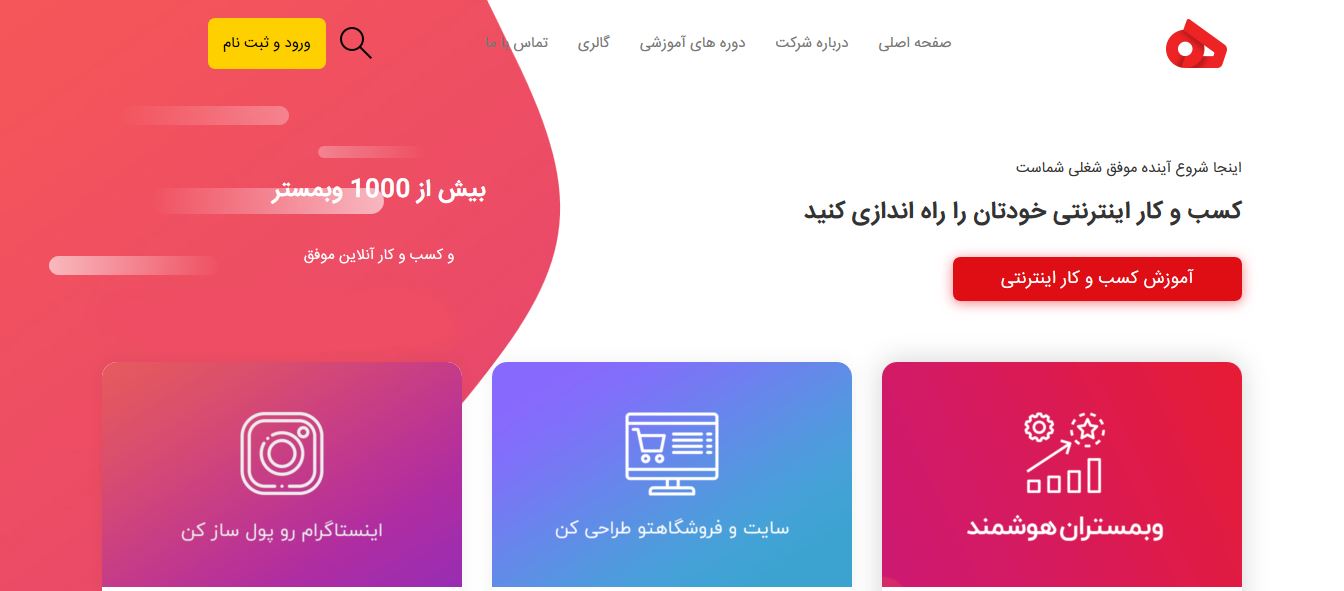 صفحه اصلی
درباره شرکت
دوره های آموزشی
گالری
تماس با ما
ورود و ثبت نام
اینجا شروع آینده موفق شغلی شماست
کسب و کار اینترنتی خودتان را راه اندازی کنید
آموزش کسب و کار اینترنتی
بیش از 1000 وبمستر
و کسب و کار آنلاین موفق
وبمستران هوشمند
سایت و فروشگاهتو طراحی کن
اینستاگرام رو پول ساز کن